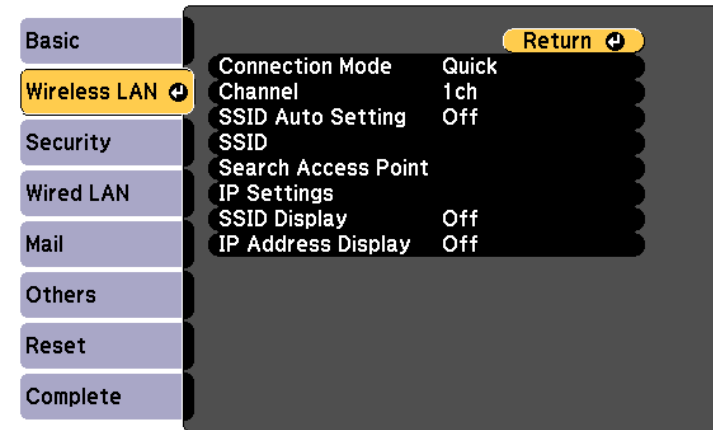 Basic
Wireless LAN
Security
Wired LAN
Mail
Others
Reset
Complete
Return
Connection Mode Quick
Channel 1ch
SSID Auto Setting Off
SSID
Search Access Point
IP Settings
SSID Display Off
IP Address Display Off